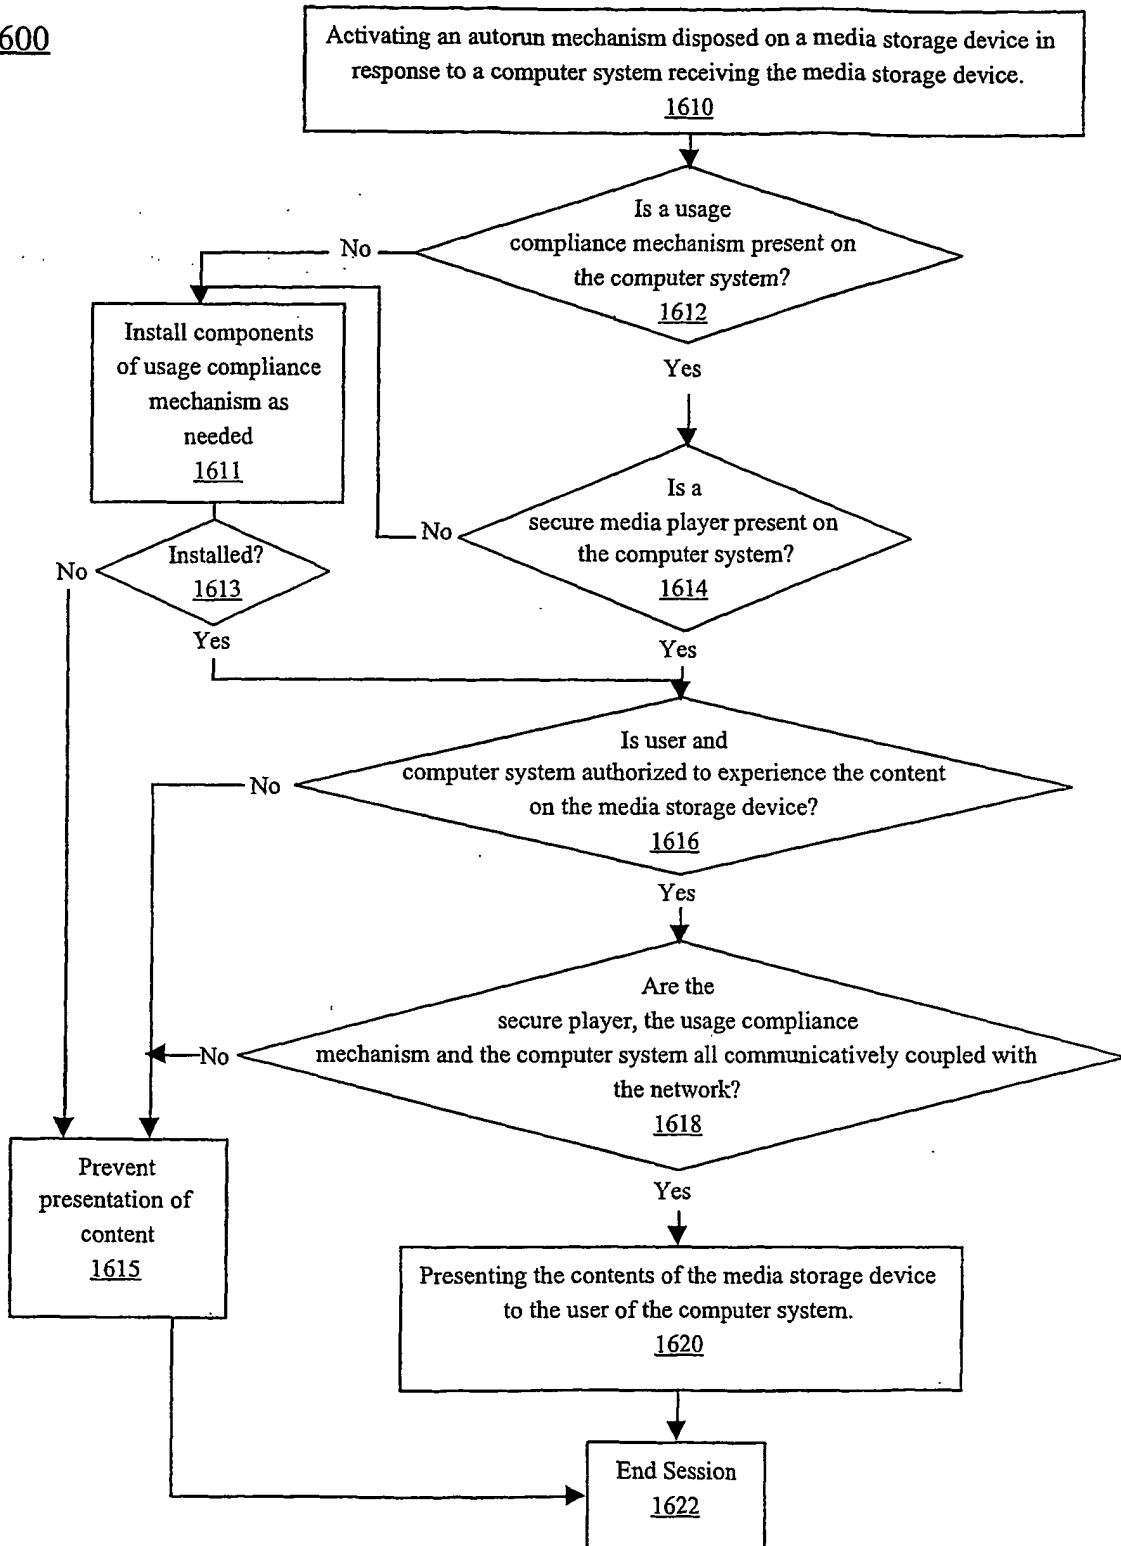 600
Activating an autorun mechanism disposed on a media storage device in
response to a computer system receiving the media storage device.
1610
Is a usage
compliance mechanism present on
the computer system?
1612
No
Yes
Install components
of usage compliance
mechanism as
needed
1611
Is a
secure media player present on
the computer system?
1614
No
Installed?
1613
No
Yes
Yes
Is user and
computer system authorized to experience the content
on the media storage device?
1616
No
Yes
Are the
secure player, the usage compliance
mechanism and the computer system all communicatively coupled with
the network?
1618
No
Yes
Prevent
presentation of
content
1615
Presenting the contents of the media storage device
to the user of the computer system.
1620
End Session
1622